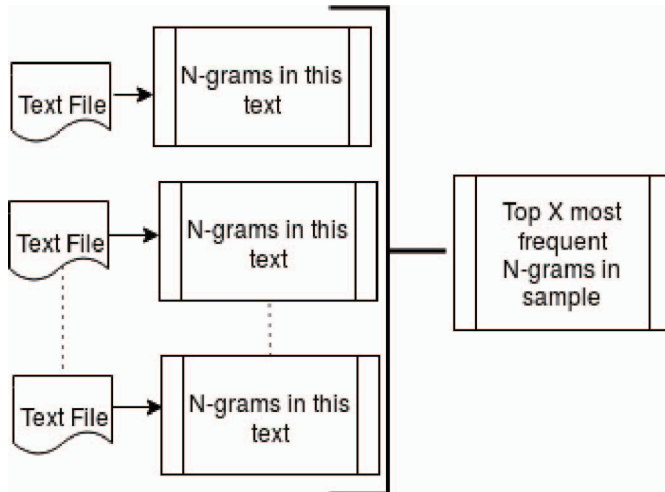 Text File
N-grams in this
text
Text File
N-grams in this
text
Text File
N-grams in this
text
Top X most
frequent
N-grams in
sample